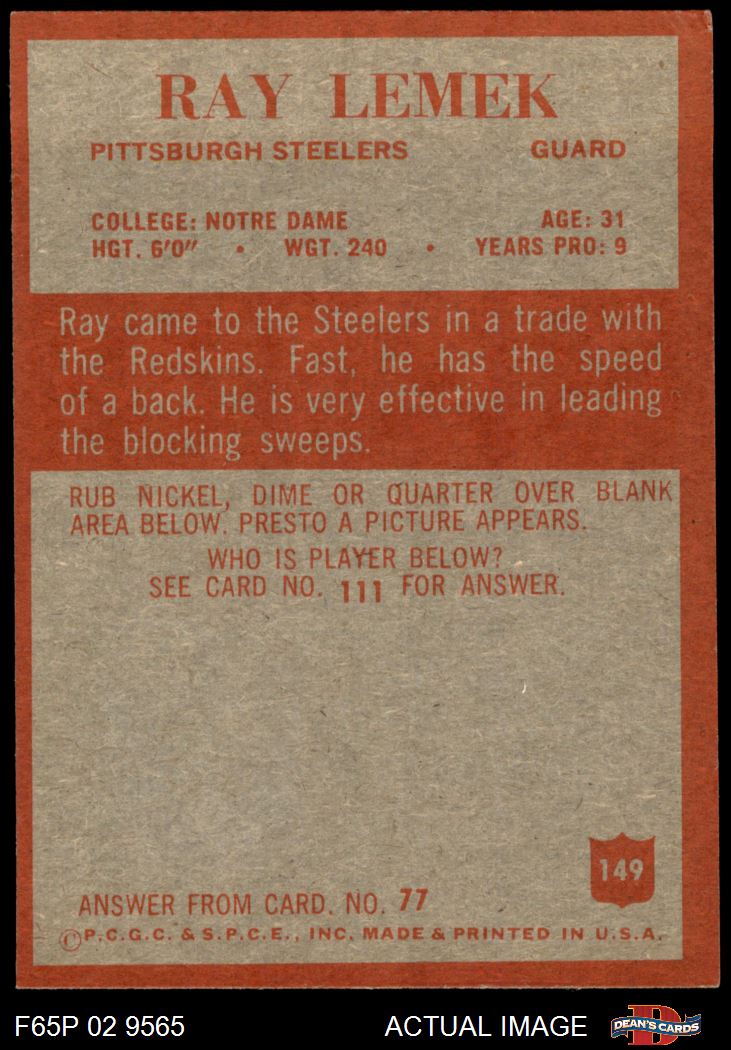 RAY LEMEK
PITTSBURGH STEELERS GUARD
COLLEGE: NOTRE DAME AGE: 31
HGT. 6'0" • WGT. 240 • YEARS PRO: 9
Ray came to the Steelers in a trade with
the Redskins. Fast, he has the speed
of a back. He is very effective in leading
the blocking sweeps.
RUB NICKEL, DIME OR QUARTER OVER BLANK
AREA BELOW. PRESTO A PICTURE APPEARS.
WHO IS PLAYER BELOW?
SEE CARD NO. 111 FOR ANSWER.
149
ANSWER FROM CARD. NO. 77
©P.C.G.C. & S.P.C.E., INC. MADE & PRINTED IN U.S.A.
F65P 02 9565 ACTUAL IMAGE D DEAN'S CARDS